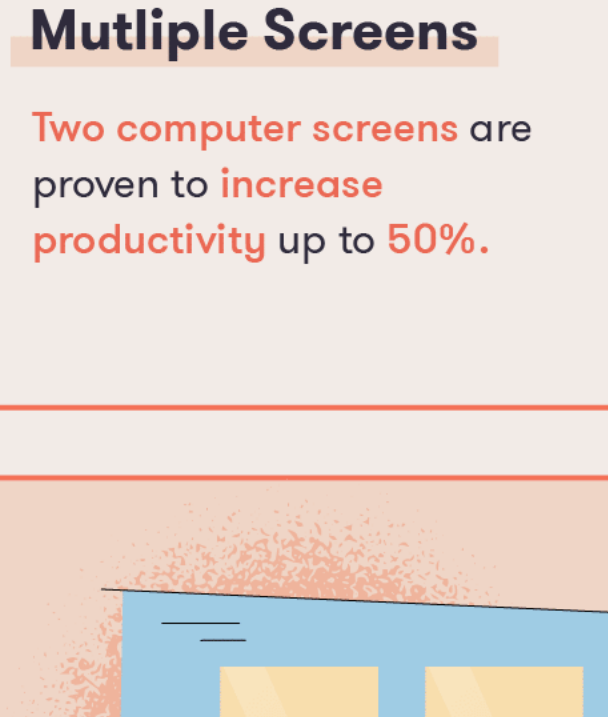 Mutliple Screens
Two computer screens are
proven to increase
productivity up to 50%.